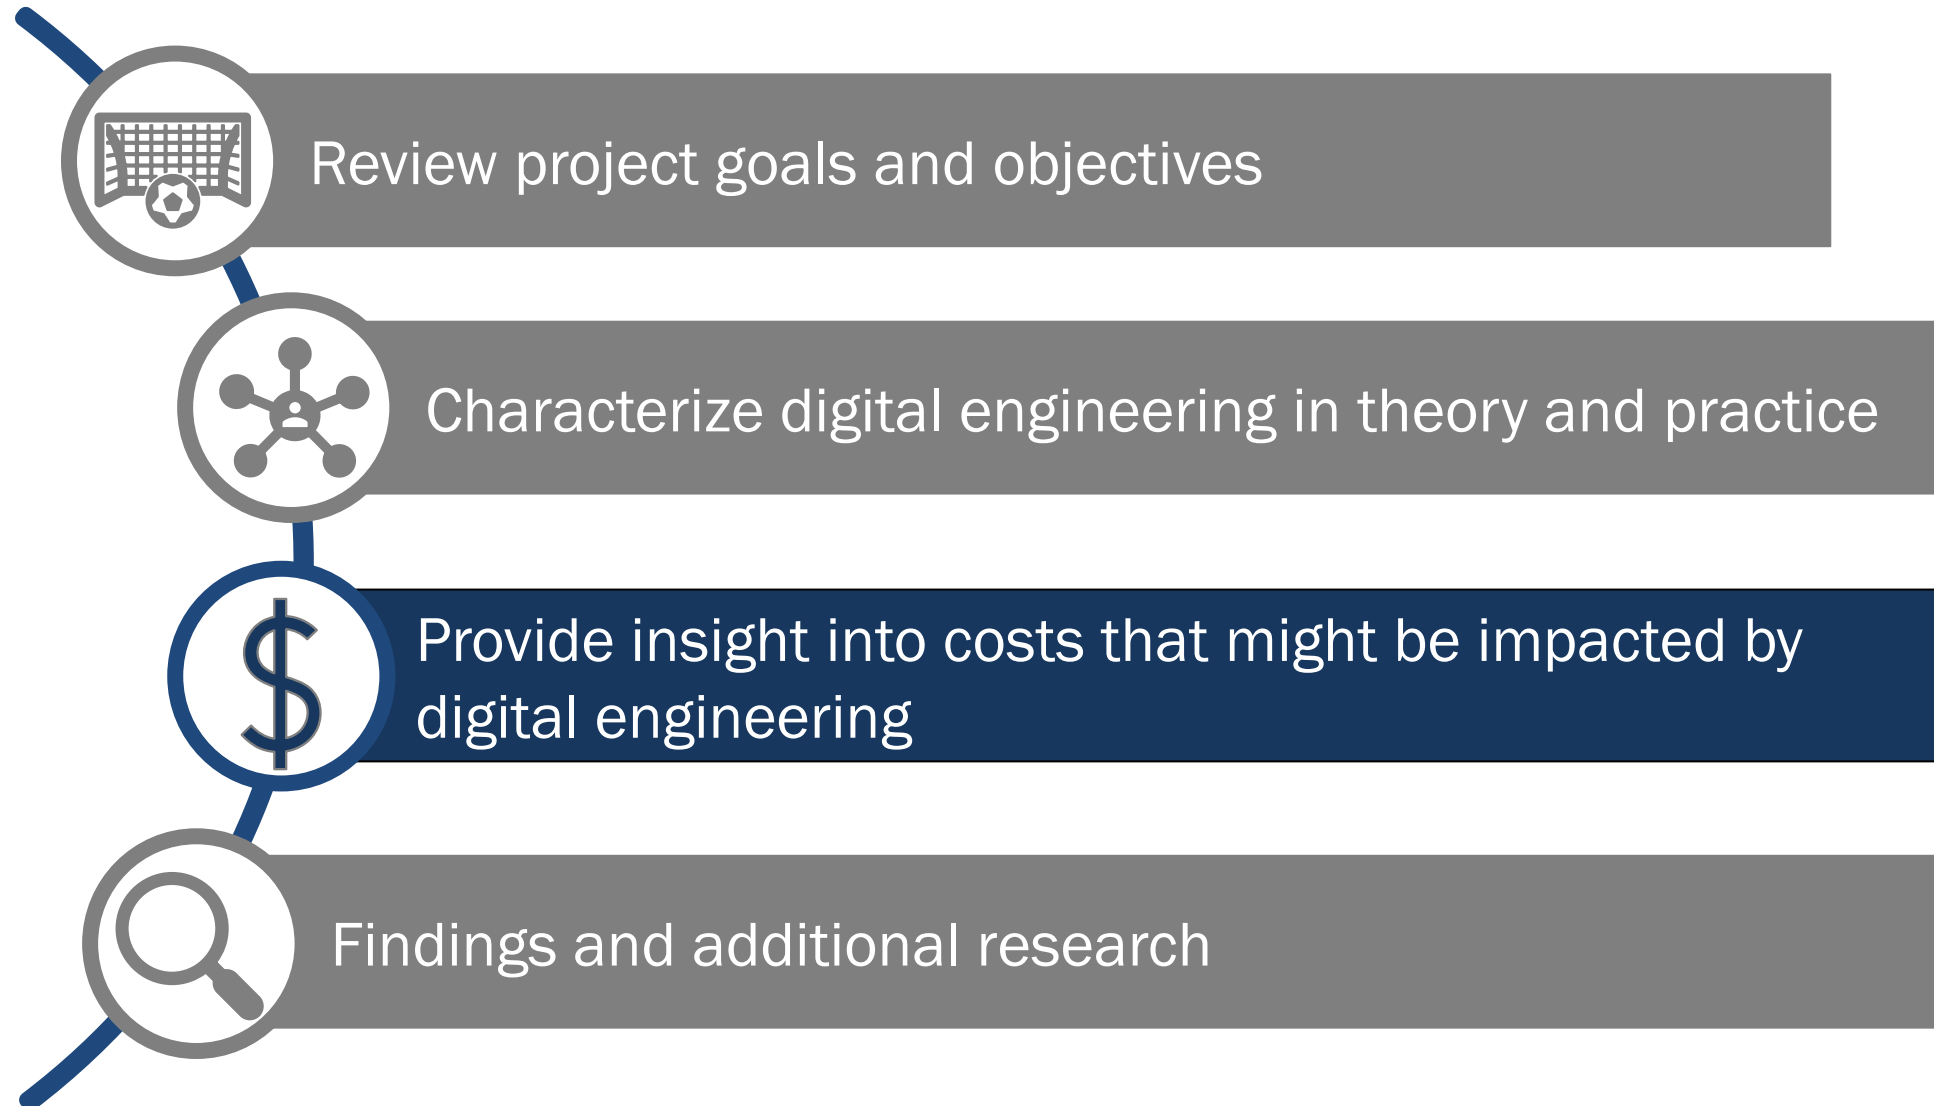 Review project goals and objectives
Characterize digital engineering in theory and practice
Provide insight into costs that might be impacted by
digital engineering
Findings and additional research